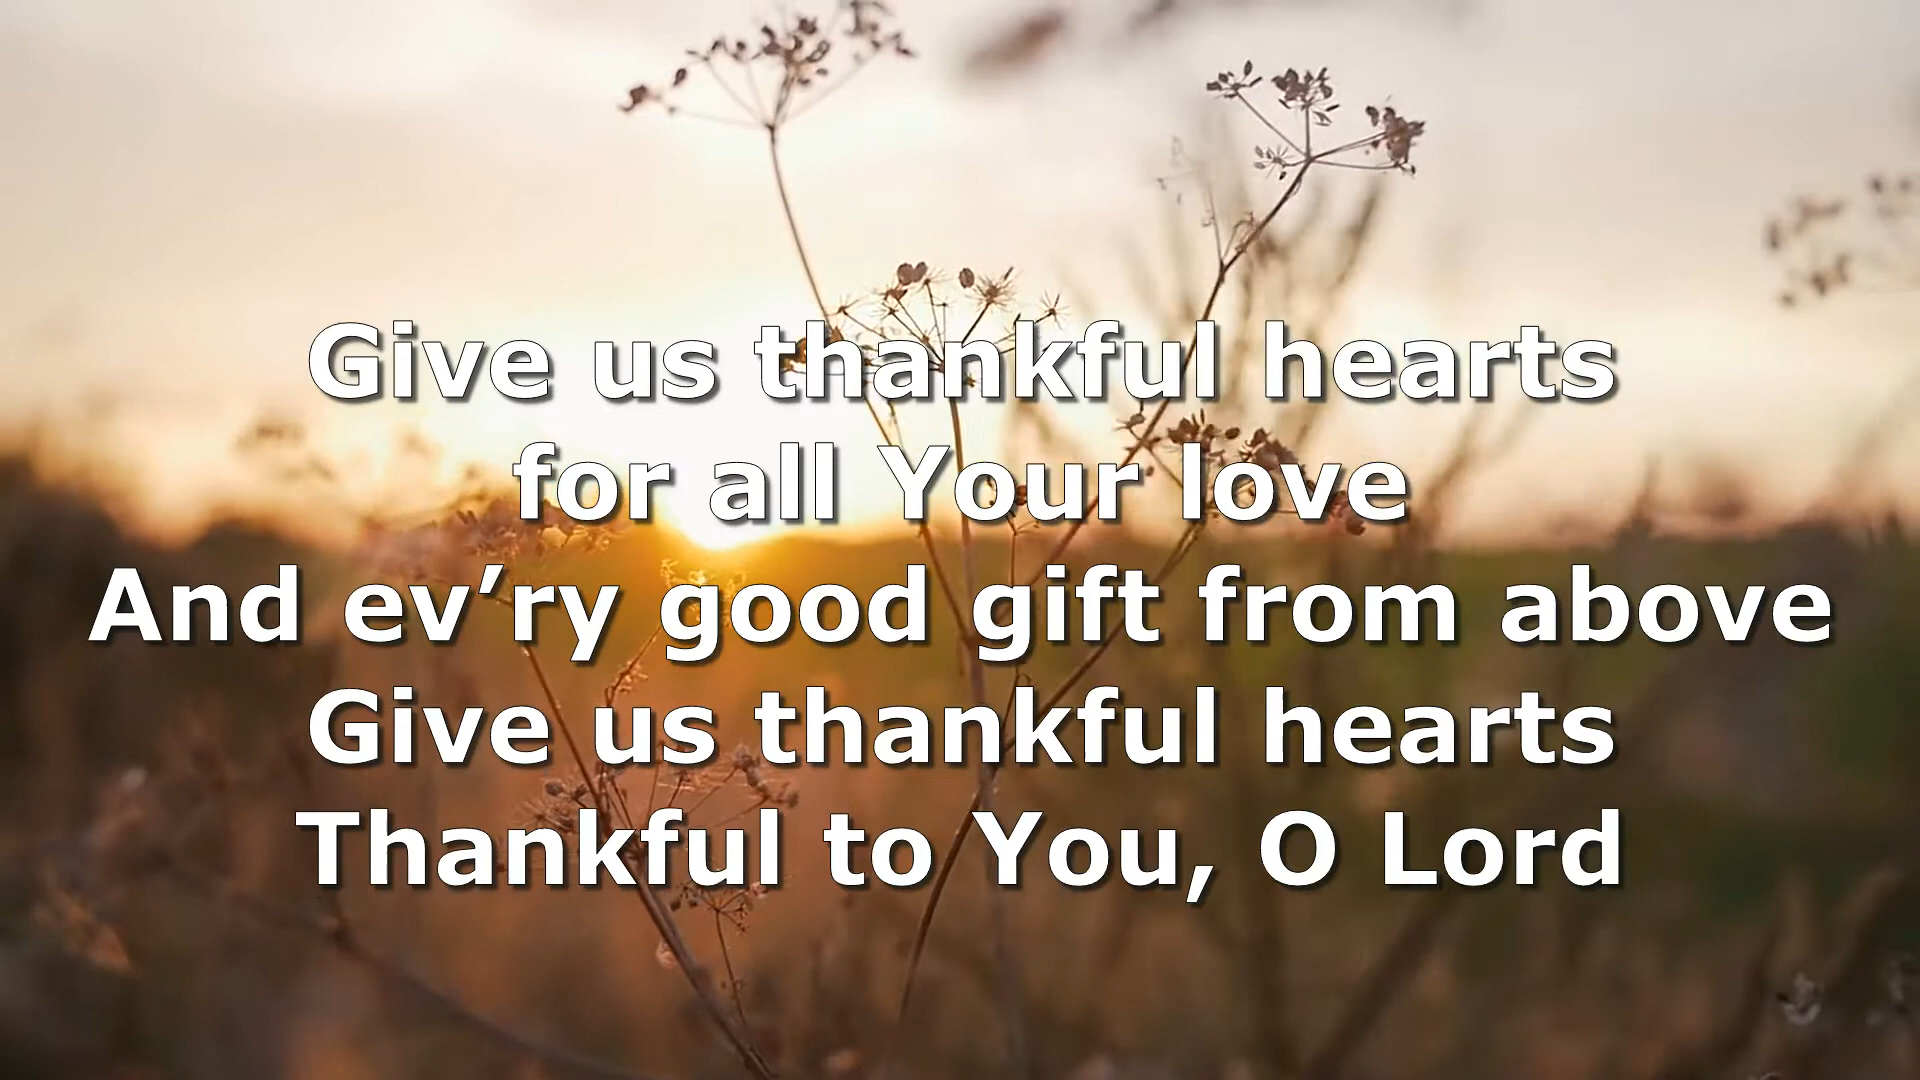 Give us thankful hearts
for all Your love
And ev’ry good gift from above
Give us thankful hearts
Thankful to You, O Lord